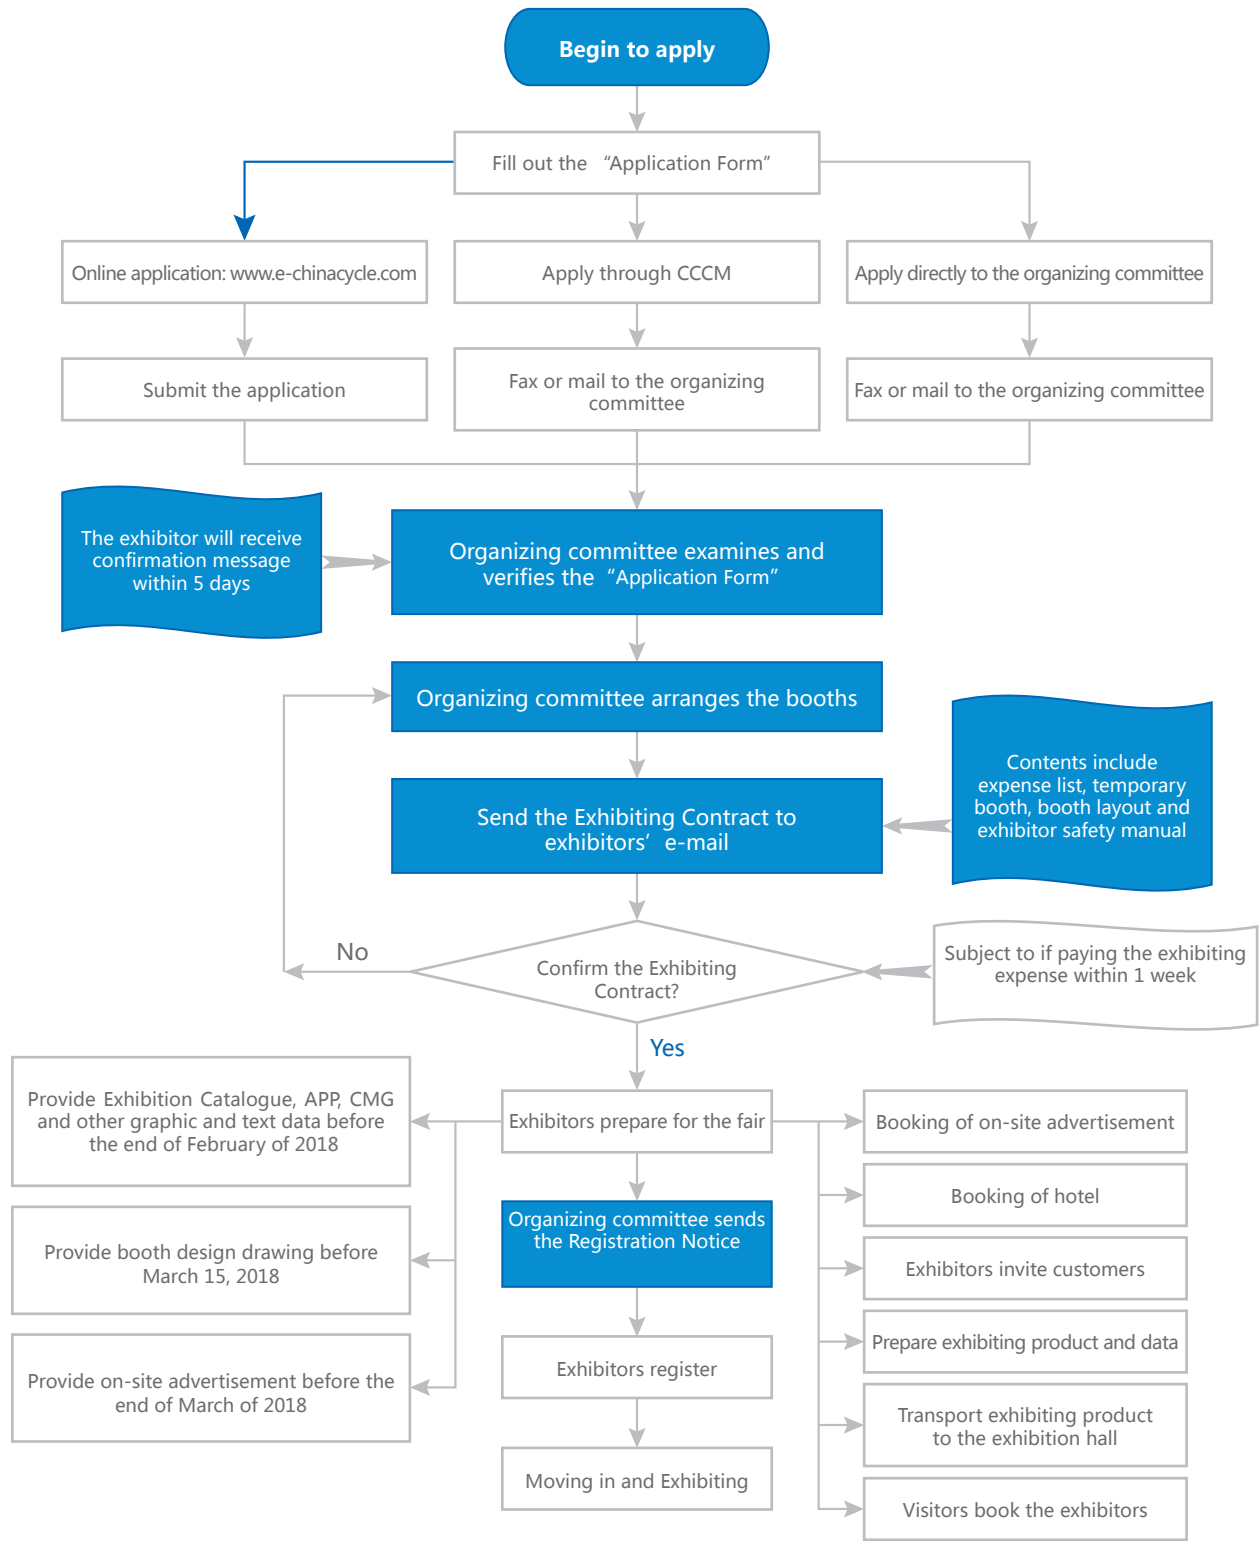 Begin to apply
Fill out the “Application Form”
Online application: www.e-chinacycle.com
Apply through CCCM
Apply directly to the organizing committee
Submit the application
Fax or mail to the organizing
committee
Fax or mail to the organizing committee
The exhibitor will receive
confirmation message
within 5 days
Organizing committee examines and
verifies the “Application Form”
Organizing committee arranges the booths
Contents include
expense list, temporary
booth, booth layout and
exhibitor safety manual
Send the Exhibiting Contract to
exhibitors’ e-mail
No
Confirm the Exhibiting
Contract?
Subject to if paying the exhibiting
expense within 1 week
Yes
Provide Exhibition Catalogue, APP, CMG
and other graphic and text data before
the end of February of 2018
Exhibitors prepare for the fair
Booking of on-site advertisement
Booking of hotel
Organizing committee sends
the Registration Notice
Provide booth design drawing before
March 15, 2018
Exhibitors invite customers
Prepare exhibiting product and data
Exhibitors register
Provide on-site advertisement before the
end of March of 2018
Transport exhibiting product
to the exhibition hall
Moving in and Exhibiting
Visitors book the exhibitors